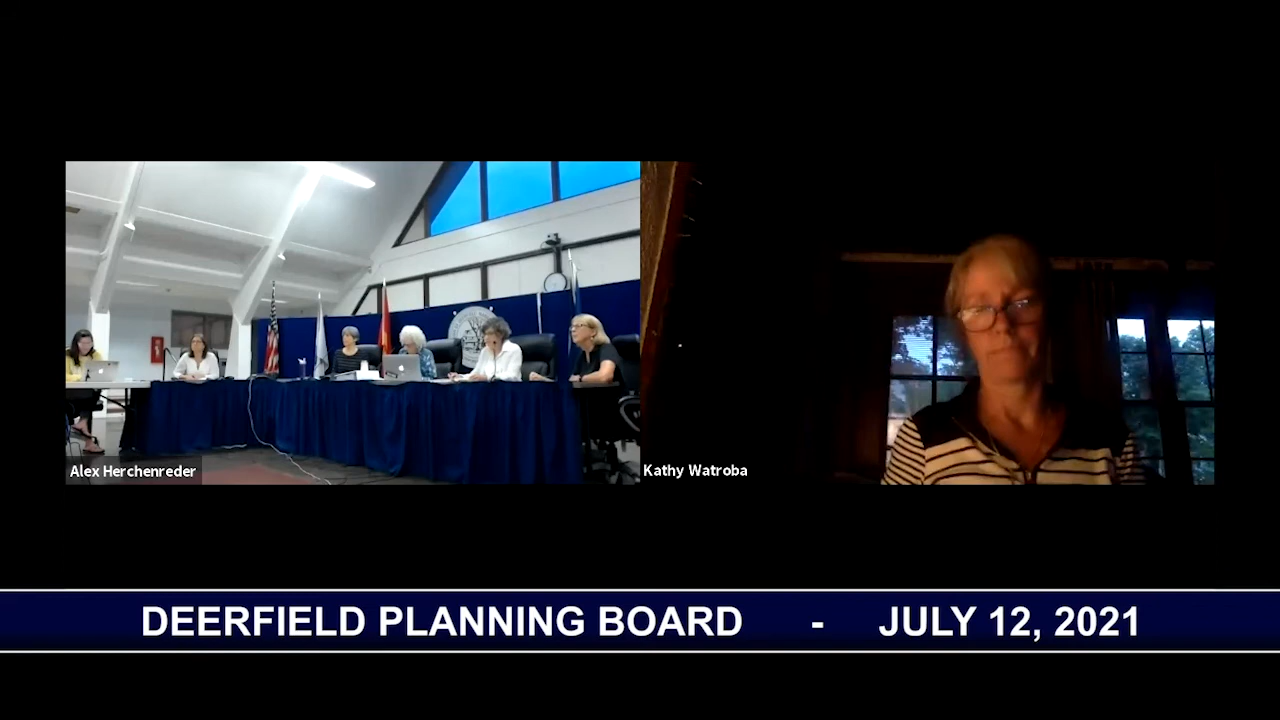 Alex Herchenreder
Kathy Watroba
DEERFIELD PLANNING BOARD - JULY 12, 2021